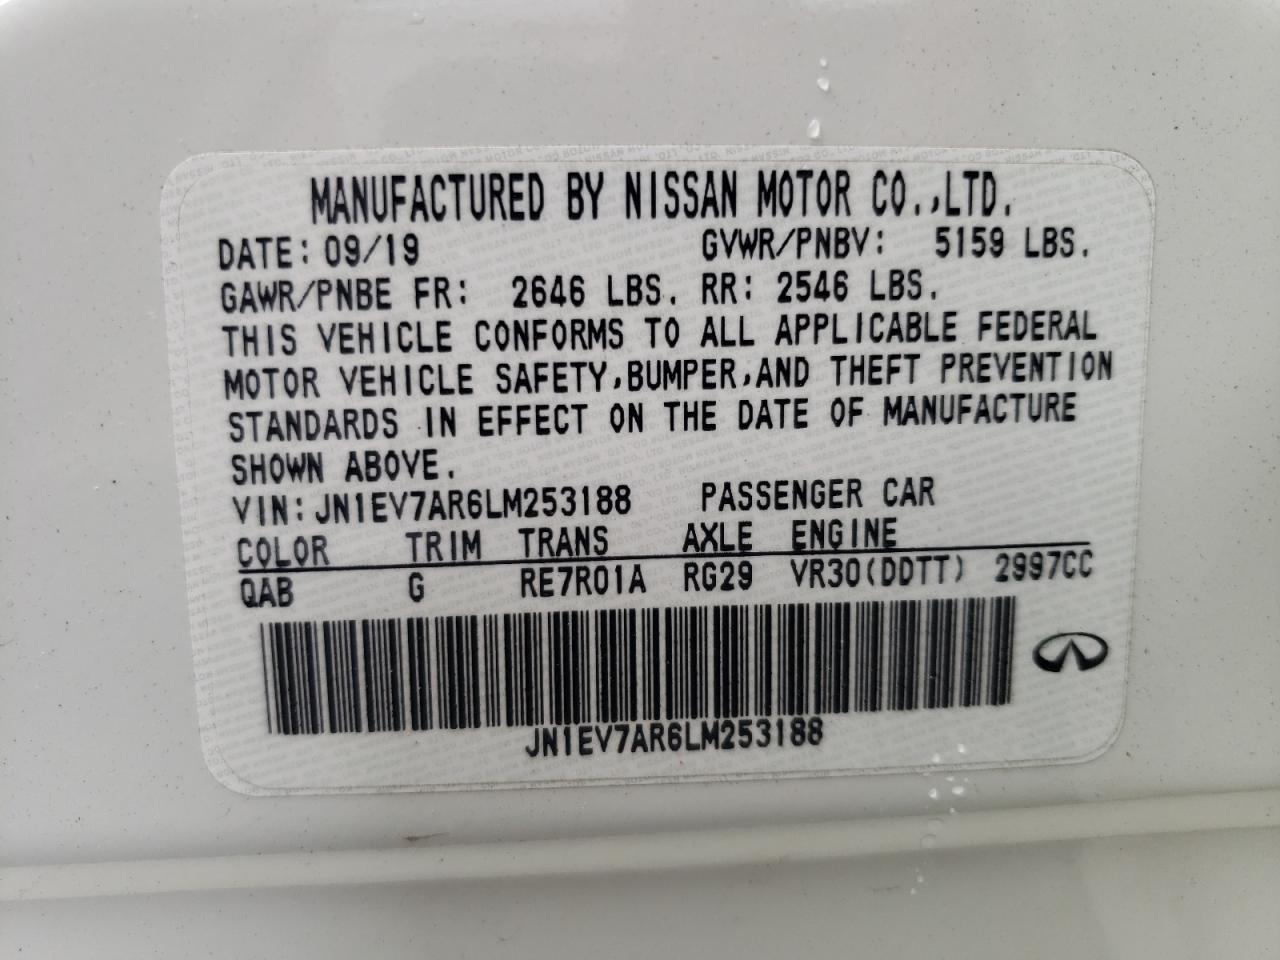 MANUFACTURED BY NISSAN MOTOR CO.,LTD.
DATE: 09/19 GVWR/PNBV: 5159 LBS.
GAWR/PNBE FR: 2646 LBS. RR: 2546 LBS.
THIS VEHICLE CONFORMS TO ALL APPLICABLE FEDERAL
MOTOR VEHICLE SAFETY,BUMPER,AND THEFT PREVENTION
STANDARDS IN EFFECT ON THE DATE OF MANUFACTURE
SHOWN ABOVE.
VIN:JN1EV7AR6LM253188 PASSENGER CAR
COLOR TRIM TRANS AXLE ENGINE
QAB G RE7R01A RG29 VR30(DDTT) 2997CC
JN1EV7AR6LM253188